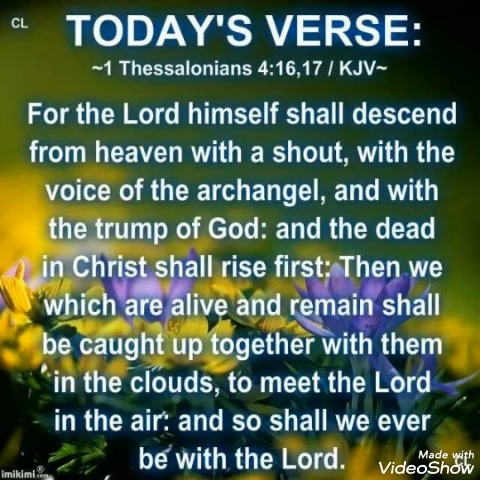 CL
TODAY'S VERSE:
~1 Thessalonians 4:16,17 / KJV~
For the Lord himself shall descend
from heaven with a shout, with the
voice of the archangel, and with
the trump of God: and the dead
in Christ shall rise first: Then we
which are alive and remain shall
be caught up together with them
in the clouds, to meet the Lord
in the air: and so shall we ever
be with the Lord.
Made with
VideoShow
imikimi®.com